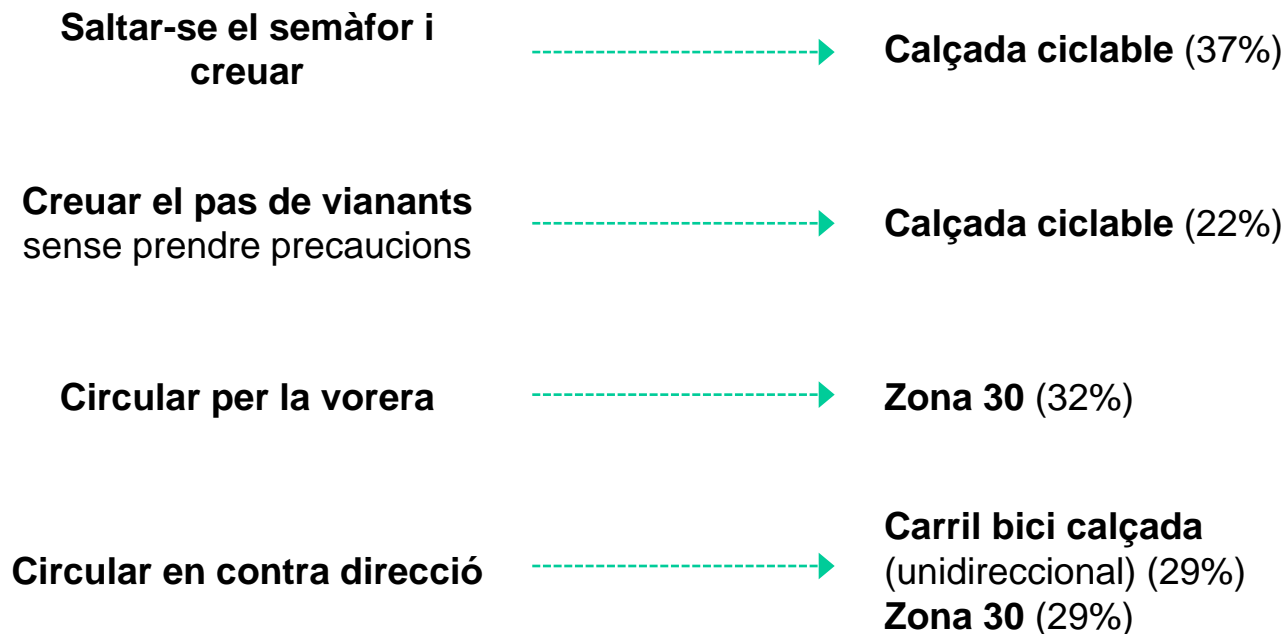 Saltar-se el semàfor i
creuar
Calçada ciclable (37%)
Creuar el pas de vianants
sense prendre precaucions
Calçada ciclable (22%)
Circular per la vorera
Zona 30 (32%)
Circular en contra direcció
Carril bici calçada
(unidireccional) (29%)
Zona 30 (29%)